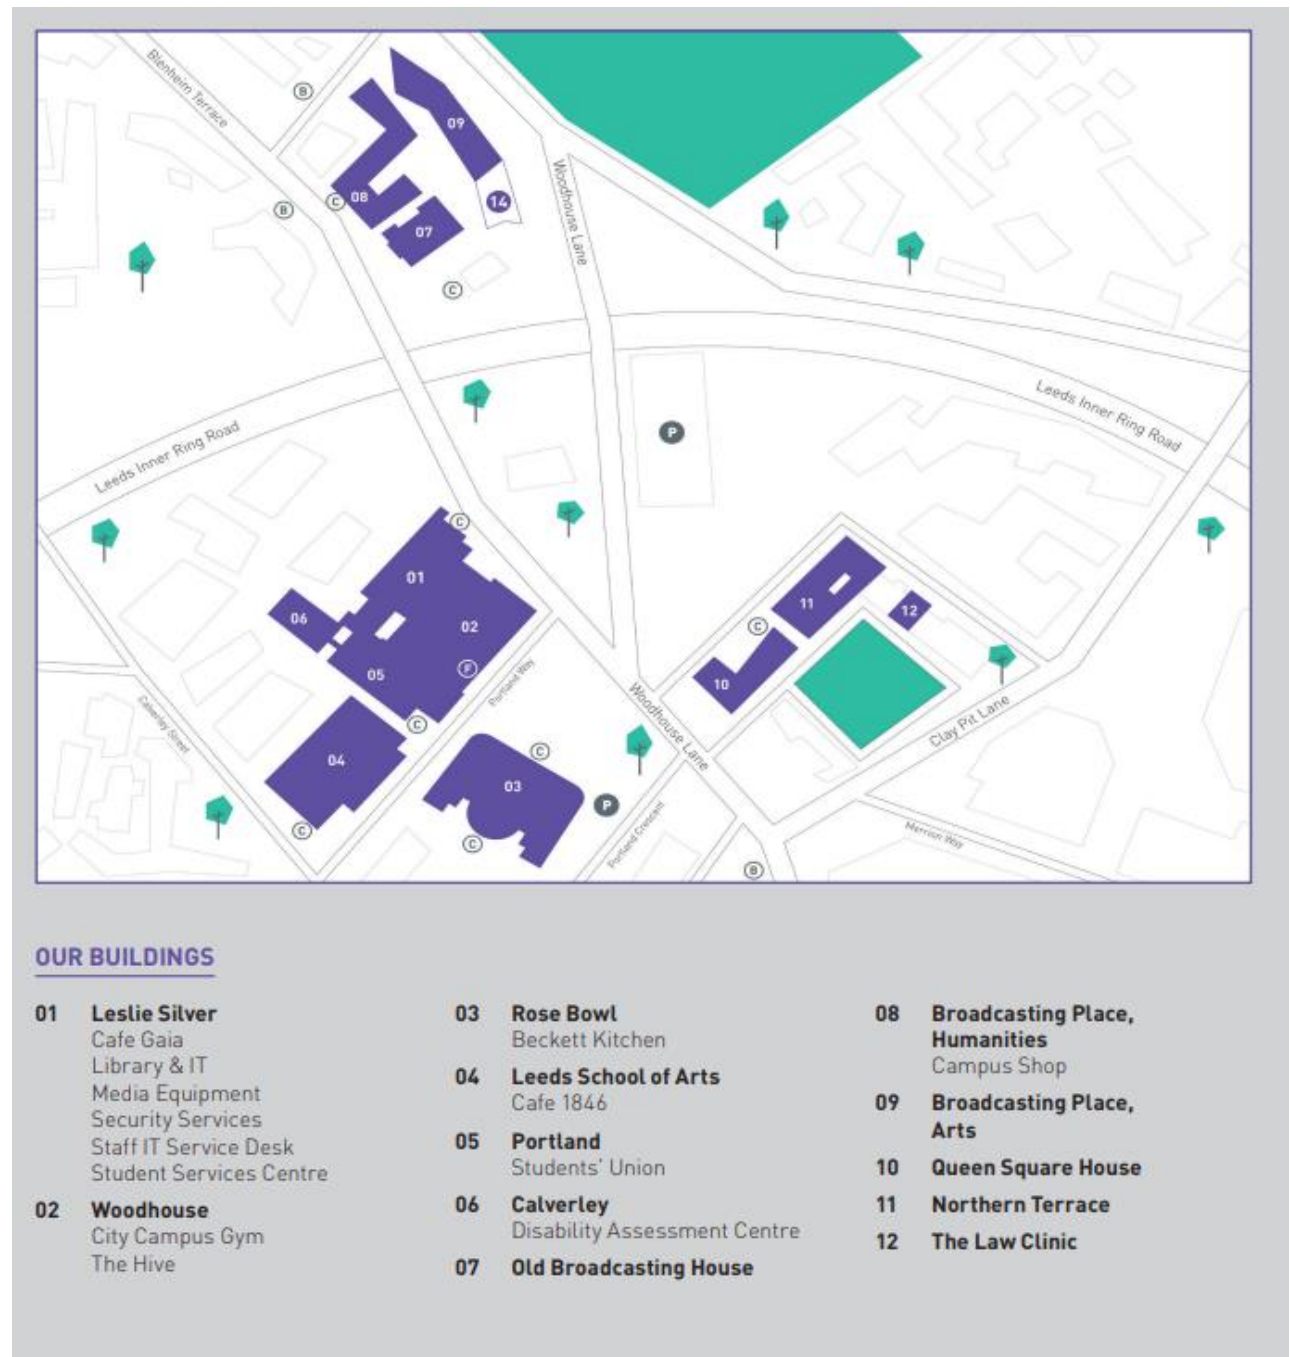 Blenheim Terrace
B
09
Woodhouse Lane
08
C
14
B
07
C
Leeds Inner Ring Road
P
Leeds Inner Ring Road
C
01
11
12
06
02
C
F
05
Portland Way
10
Woodhouse Lane
Calverley Street
C
Clay Pit Lane
04
C
03
P
C
C
Portland Crescent
Merrion Way
B
OUR BUILDINGS
01 Leslie Silver
Cafe Gaia
Library & IT
Media Equipment
Security Services
Staff IT Service Desk
Student Services Centre
02 Woodhouse
City Campus Gym
The Hive
03 Rose Bowl
Beckett Kitchen
04 Leeds School of Arts
Cafe 1846
05 Portland
Students' Union
06 Calverley
Disability Assessment Centre
07 Old Broadcasting House
08 Broadcasting Place,
Humanities
Campus Shop
09 Broadcasting Place,
Arts
10 Queen Square House
11 Northern Terrace
12 The Law Clinic